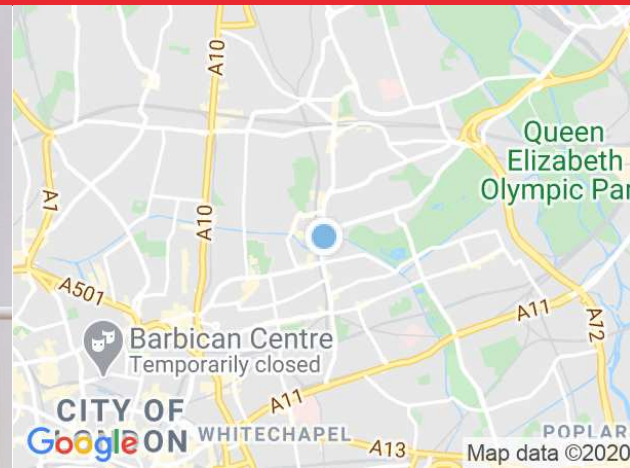 A10
Queen
Elizabeth
Olympic Par
A1
A10
A501
A11
A12
Barbican Centre
Temporarily closed
A11
CITY OF
LONDON
Google
WHITECHAPEL
A13
POPLAR
Map data ©2020